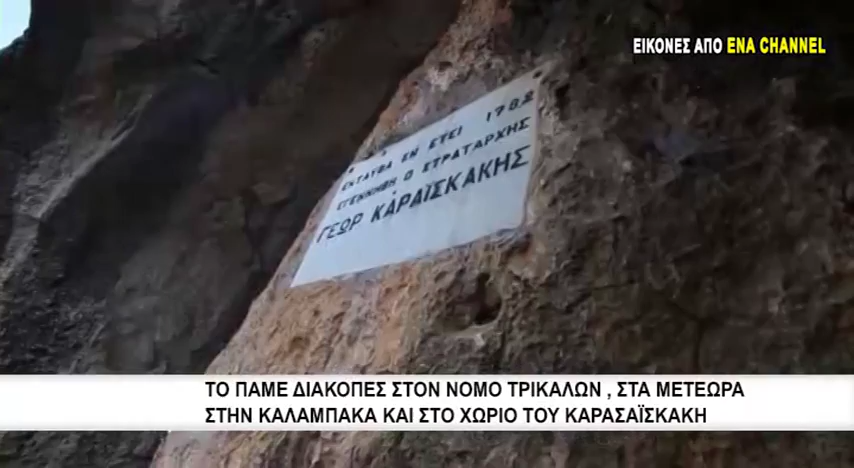 ΕΙΚΟΝΕΣ ΑΠΟ ΕΝΑ CHANNEL
ΕΝΤΑΥΘΑ ΕΝ ΕΤΕΙ 1782
ΕΓΕΝΝΗΘΗ Ο ΣΤΡΑΤΑΡΧΗΣ
ΓΕΩΡ ΚΑΡΑΪΣΚΑΚΗΣ
ΤΟ ΠΑΜΕ ΔΙΑΚΟΠΕΣ ΣΤΟΝ ΝΟΜΟ ΤΡΙΚΑΛΩΝ , ΣΤΑ ΜΕΤΕΩΡΑ
ΣΤΗΝ ΚΑΛΑΜΠΑΚΑ ΚΑΙ ΣΤΟ ΧΩΡΙΟ ΤΟΥ ΚΑΡΑΣΑΪΣΚΑΚΗ